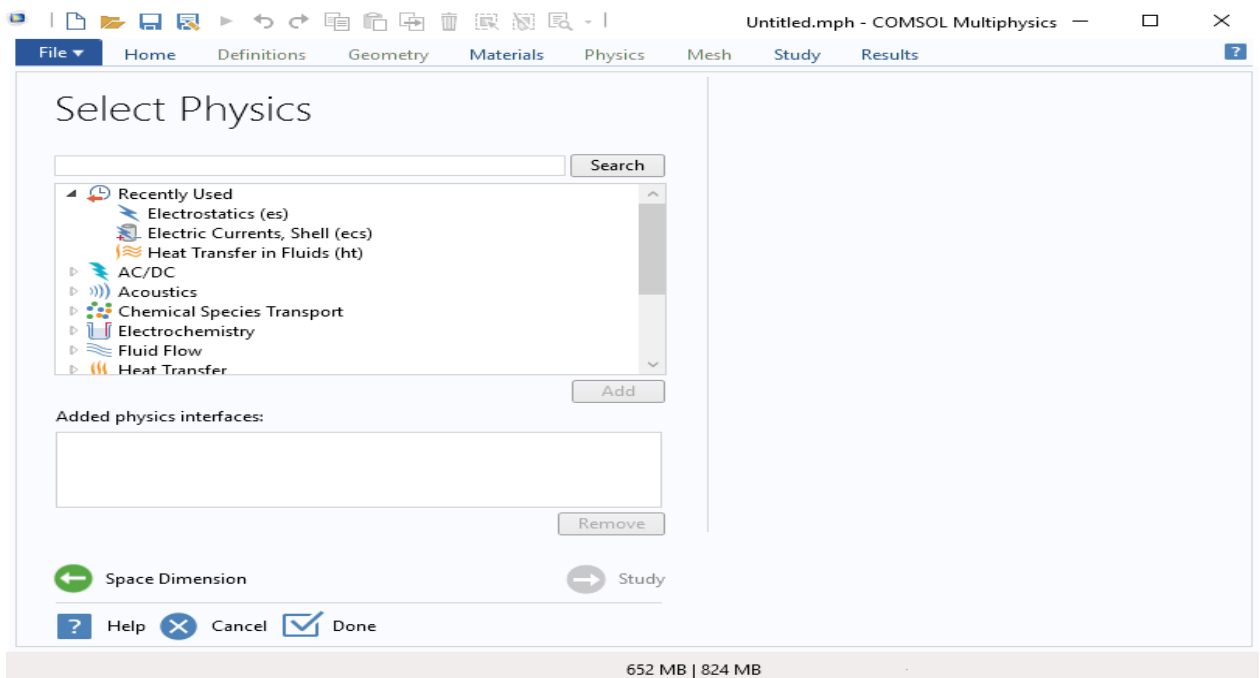 Untitled.mph - COMSOL Multiphysics
File Home Definitions Geometry Materials Physics Mesh Study Results ?
Select Physics
Search
Recently Used
Electrostatics (es)
Electric Currents, Shell (ecs)
Heat Transfer in Fluids (ht)
AC/DC
Acoustics
Chemical Species Transport
Electrochemistry
Fluid Flow
Heat Transfer
Add
Added physics interfaces:
Remove
Space Dimension Study
? Help Cancel Done
652 MB | 824 MB